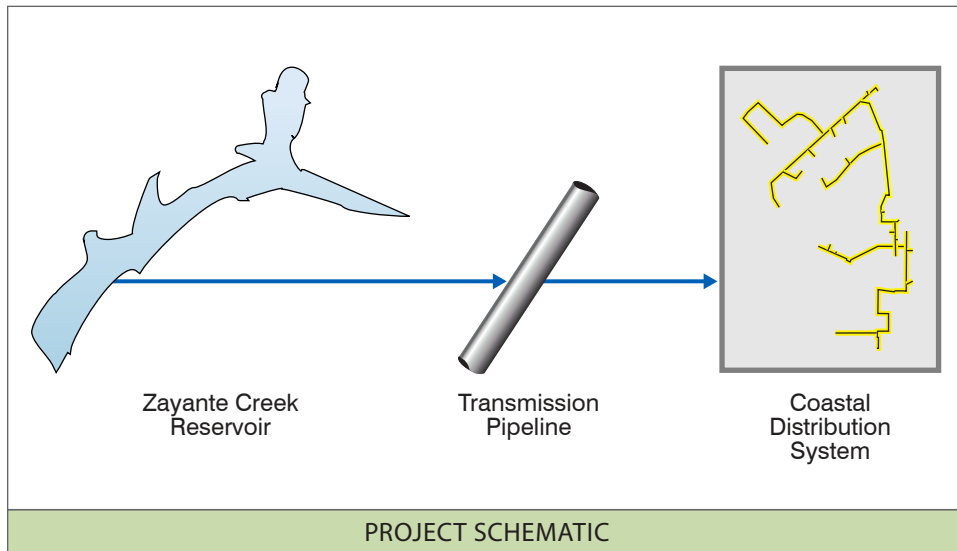 Zayante Creek
Reservoir
Transmission
Pipeline
Coastal
Distribution
System
PROJECT SCHEMATIC